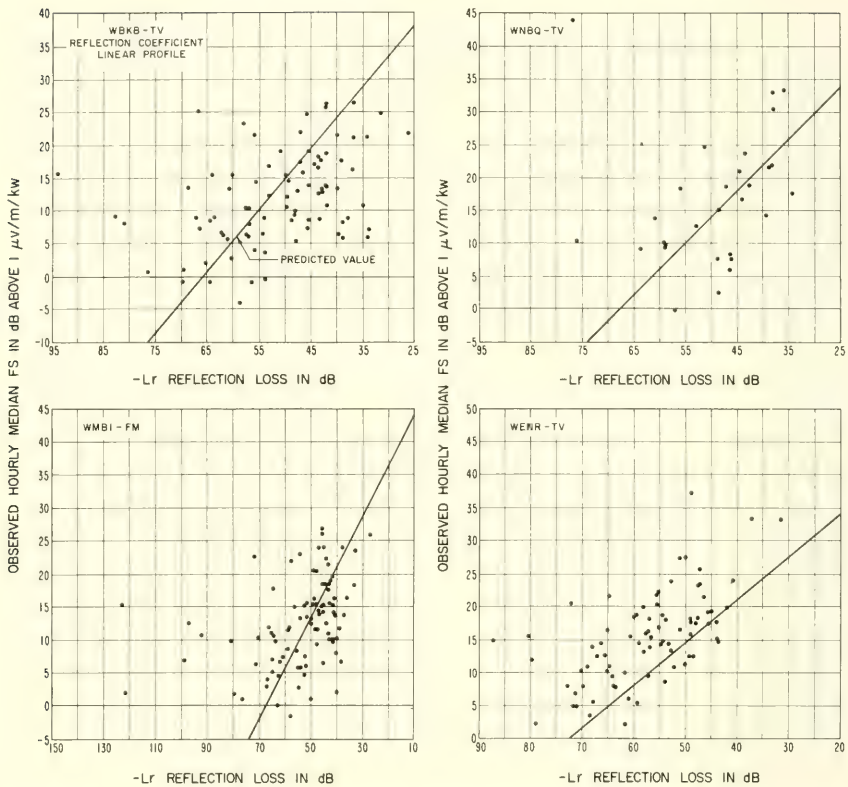 WBKB-TV
REFLECTION COEFFICIENT
LINEAR PROFILE
PREDICTED VALUE
40
35
30
25
20
15
10
5
0
-5
-10
95 85 75 65 55 45 35 25
-Lr REFLECTION LOSS IN dB
WNBQ-TV
45
40
35
30
25
20
15
10
5
0
-5
95 85 75 65 55 45 35 25
-Lr REFLECTION LOSS IN dB
OBSERVED HOURLY MEDIAN FS IN dB ABOVE 1 μV/m/kw
OBSERVED HOURLY MEDIAN FS IN dB ABOVE 1 μV/m/kw
WMBI-FM
45
40
35
30
25
20
15
10
5
0
-5
150 130 110 90 70 50 30 10
-Lr REFLECTION LOSS IN dB
WENR-TV
50
45
40
35
30
25
20
15
10
5
0
90 80 70 60 50 40 30 20
-Lr REFLECTION LOSS IN dB